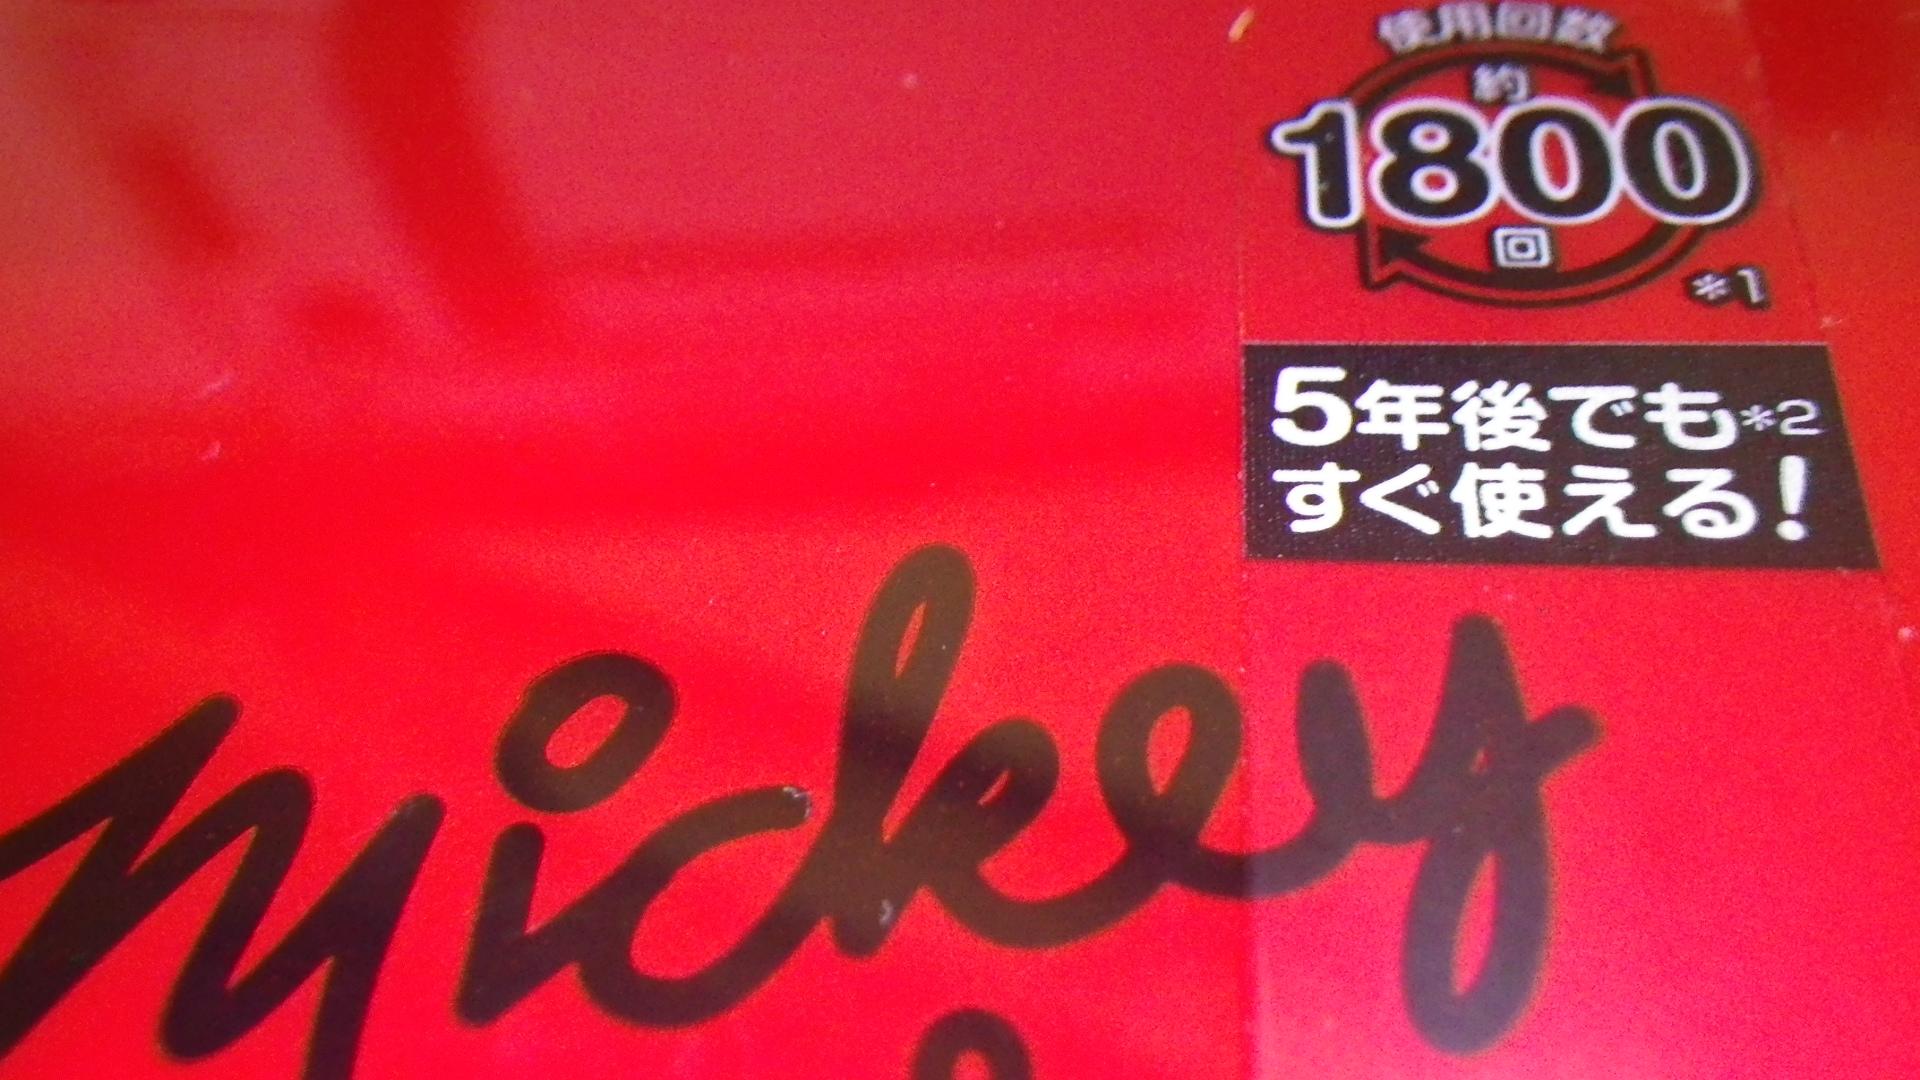 使用回数
約
1800
回
*1
5年後でも*2
すぐ使える!
mickey